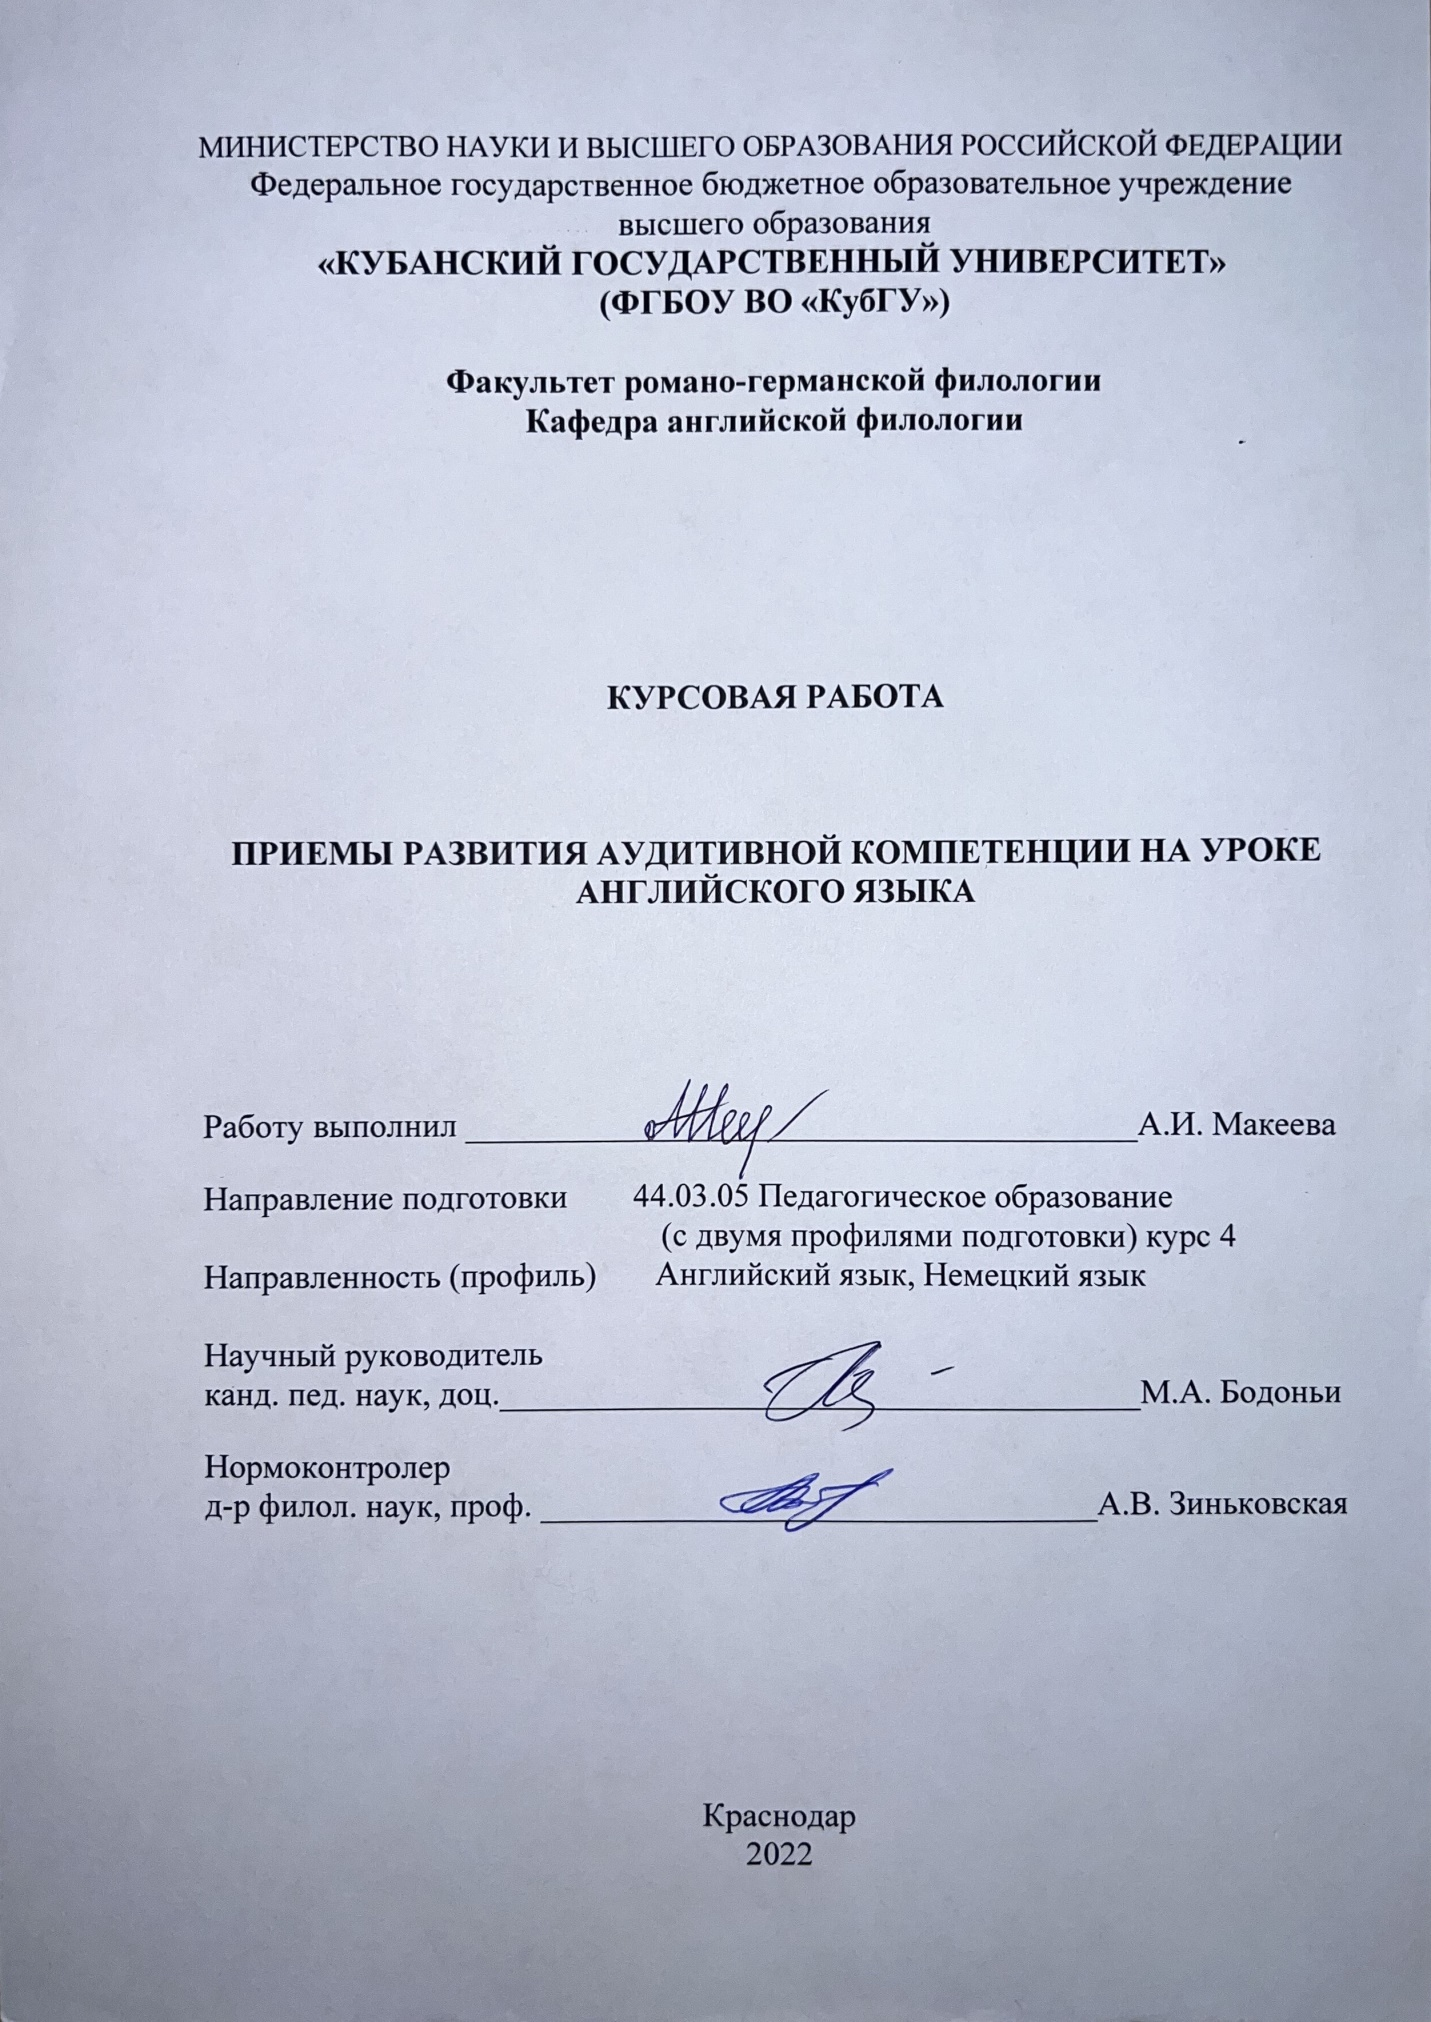 МИНИСТЕРСТВО НАУКИ И ВЫСШЕГО ОБРАЗОВАНИЯ РОССИЙСКОЙ ФЕДЕРАЦИИ
Федеральное государственное бюджетное образовательное учреждение
высшего образования
«КУБАНСКИЙ ГОСУДАРСТВЕННЫЙ УНИВЕРСИТЕТ»
(ФГБОУ ВО «КубГУ»)
Факультет романо-германской филологии
Кафедра английской филологии
КУРСОВАЯ РАБОТА
ПРИЕМЫ РАЗВИТИЯ АУДИТИВНОЙ КОМПЕТЕНЦИИ НА УРОКЕ
АНГЛИЙСКОГО ЯЗЫКА
Работу выполнил А.И. Макеева
Направление подготовки 44.03.05 Педагогическое образование
(с двумя профилями подготовки) курс 4
Направленность (профиль) Английский язык, Немецкий язык
Научный руководитель
канд. пед. наук, доц. М.А. Бодоньи
Нормоконтролер
д-р филол. наук, проф. А.В. Зиньковская
Краснодар
2022